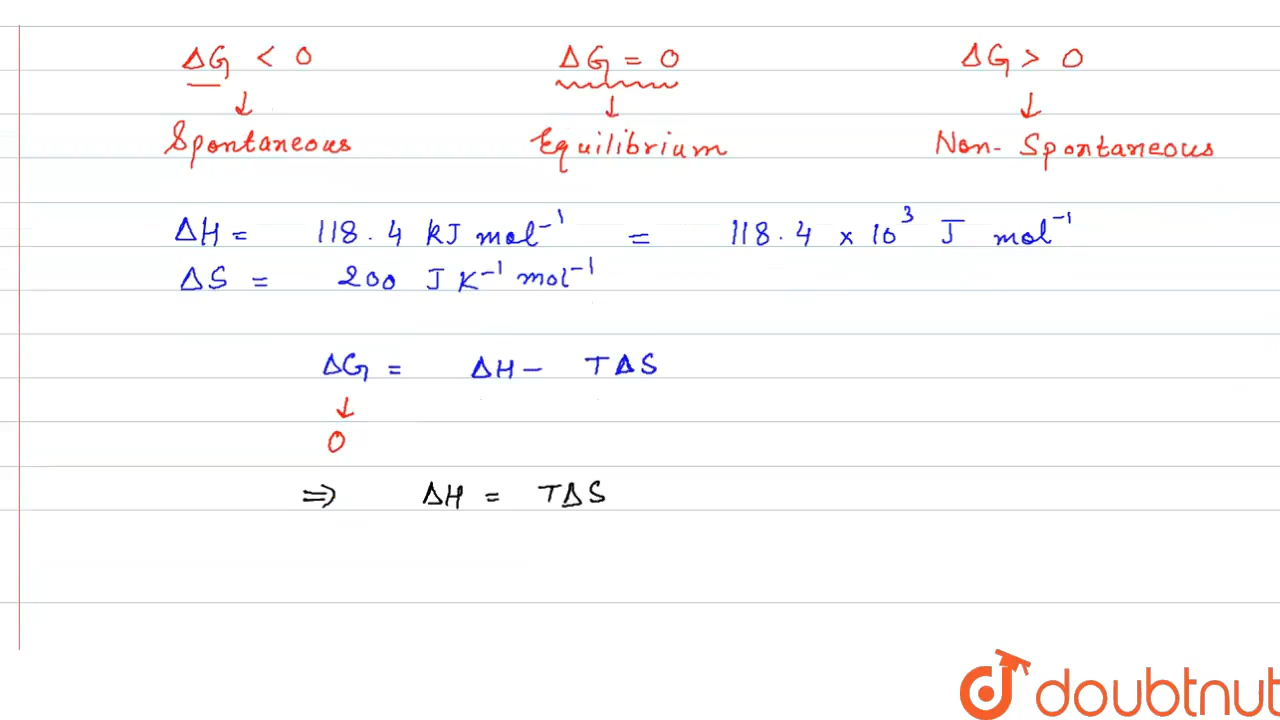 ΔG < 0 ΔG = 0 ΔG > 0
↓ ↓ ↓
Spontaneous Equilibrium Non-Spontaneous
ΔH = 118.4 kJ mol⁻¹ = 118.4 × 10³ J mol⁻¹
ΔS = 200 J K⁻¹ mol⁻¹
ΔG = ΔH - TΔS
↓
0
⇒ ΔH = TΔS
doubtnut